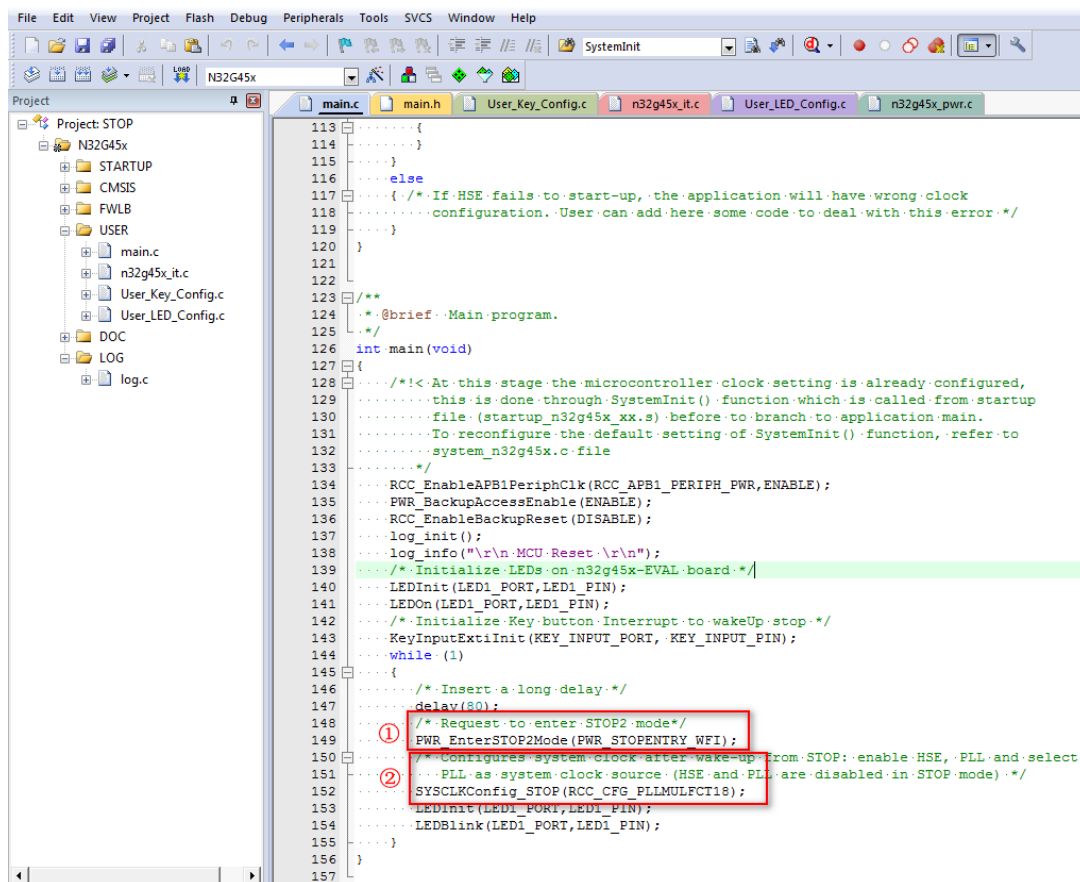 File Edit View Project Flash Debug Peripherals Tools SVCS Window Help
SystemInit
LOAD
N32G45x
Project
main.c main.h User_Key_Config.c n32g45x_it.c User_LED_Config.c n32g45x_pwr.c
Project: STOP
N32G45x
STARTUP
CMSIS
FWLB
USER
main.c
n32g45x_it.c
User_Key_Config.c
User_LED_Config.c
DOC
LOG
log.c
113 {
114 }
115 }
116 else
117 { /* If HSE fails to start-up, the application will have wrong clock
118 configuration. User can add here some code to deal with this error */
119 }
120 }
121
122
123 /**
124 * @brief Main program.
125 */
126 int main(void)
127 {
128 /*!< At this stage the microcontroller clock setting is already configured,
129 this is done through SystemInit() function which is called from startup
130 file (startup_n32g45x_xx.s) before to branch to application main.
131 To reconfigure the default setting of SystemInit() function, refer to
132 system_n32g45x.c file
133 */
134 RCC_EnableAPB1PeriphClk(RCC_APB1_PERIPH_PWR,ENABLE);
135 PWR_BackupAccessEnable(ENABLE);
136 RCC_EnableBackupReset(DISABLE);
137 log_init();
138 log_info("\r\n MCU Reset \r\n");
139 /* Initialize LEDs on n32g45x-EVAL board */
140 LEDInit(LED1_PORT,LED1_PIN);
141 LEDOn(LED1_PORT,LED1_PIN);
142 /* Initialize Key button Interrupt to wakeUp stop */
143 KeyInputExtiInit(KEY_INPUT_PORT, KEY_INPUT_PIN);
144 while (1)
145 {
146 /* Insert a long delay */
147 delay(80);
148 /* Request to enter STOP2 mode*/
① 149 PWR_EnterSTOP2Mode(PWR_STOPENTRY_WFI);
150 /* Configures system clock after wake-up from STOP: enable HSE, PLL and select
② 151 PLL as system clock source (HSE and PLL are disabled in STOP mode) */
152 SYSCLKConfig_STOP(RCC_CFG_PLLMULFCT18);
153 LEDInit(LED1_PORT,LED1_PIN);
154 LEDBlink(LED1_PORT,LED1_PIN);
155 }
156 }
157